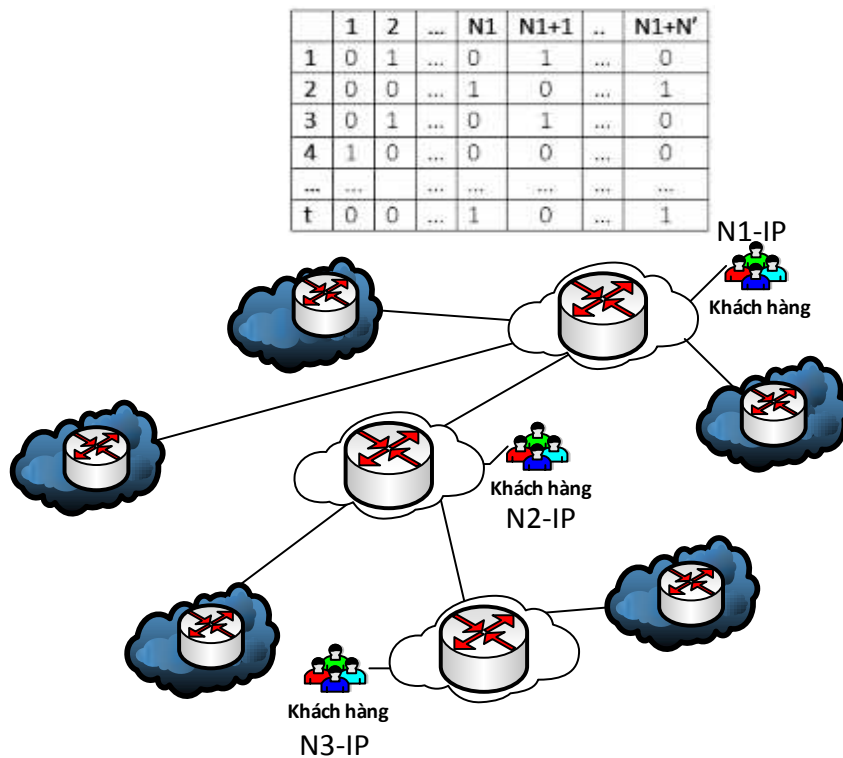 1 2 ... N1 N1+1 .. N1+N'
1 0 1 ... 0 1 ... 0
2 0 0 ... 1 0 ... 1
3 0 1 ... 0 1 ... 0
4 1 0 ... 0 0 ... 0
... ... ... ... ... ... ...
t 0 0 ... 1 0 ... 1
N1-IP
Khách hàng
Khách hàng
N2-IP
Khách hàng
N3-IP